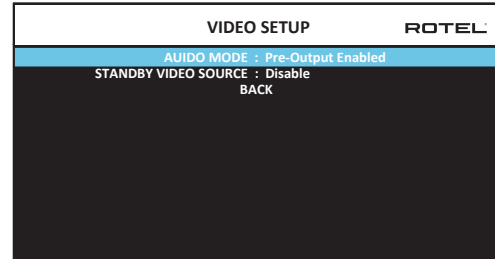 VIDEO SETUP ROTEL
AUIDO MODE : Pre-Output Enabled
STANDBY VIDEO SOURCE : Disable
BACK